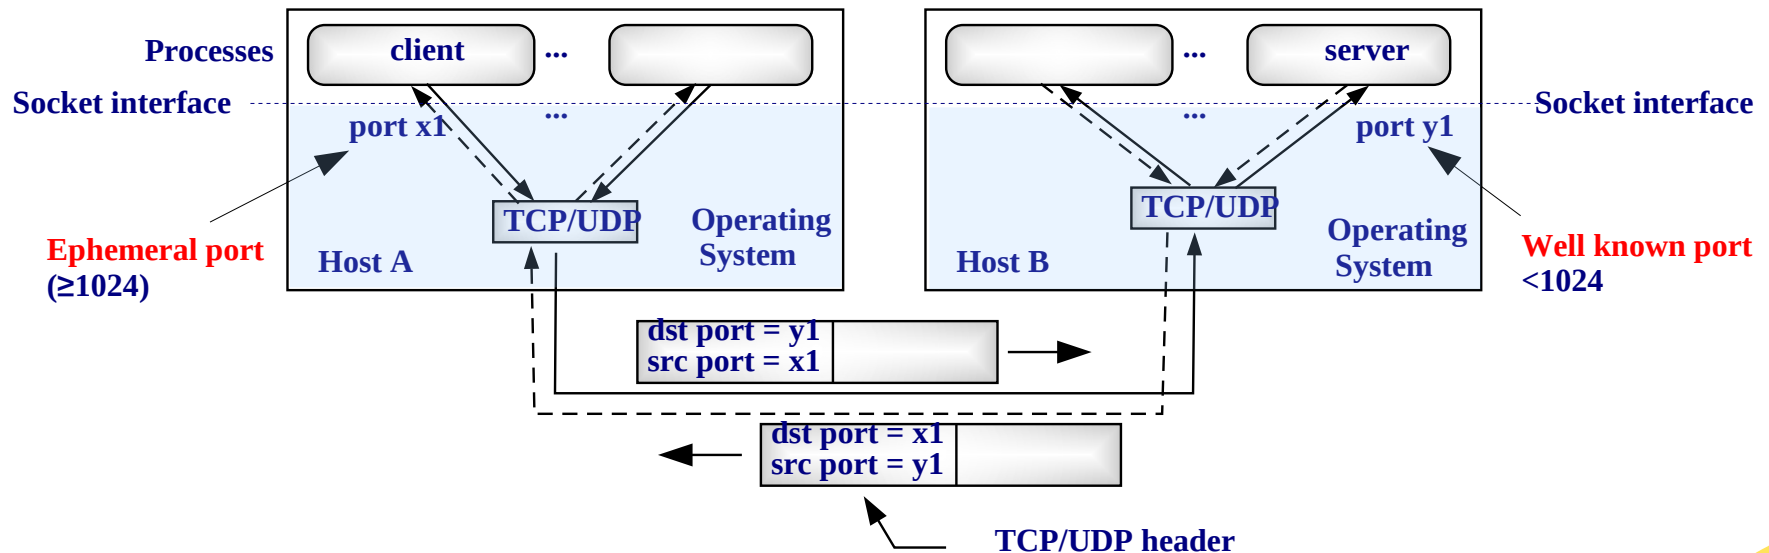 Processes
client
...
...
server
Socket interface
...
...
Socket interface
port x1
port y1
TCP/UDP
TCP/UDP
Operating
System
Operating
System
Ephemeral port
(≥1024)
Host A
Host B
Well known port
<1024
dst port = y1
src port = x1
dst port = x1
src port = y1
TCP/UDP header